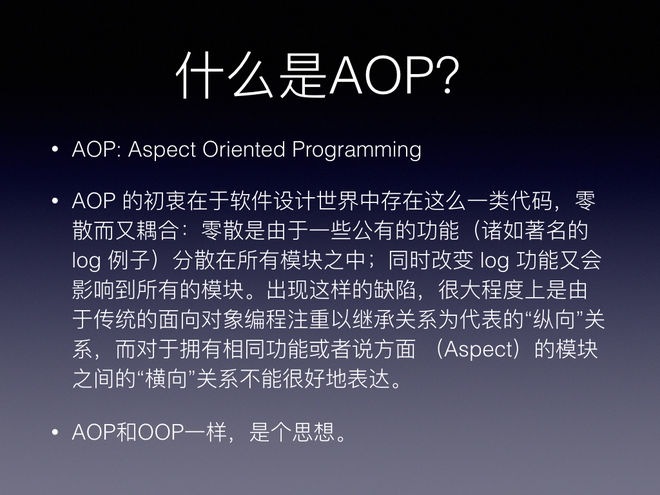 什么是AOP？
• AOP: Aspect Oriented Programming
• AOP 的初衷在于软件设计世界中存在这么一类代码，零
散而又耦合：零散是由于一些公有的功能（诸如著名的
log 例子）分散在所有模块之中；同时改变 log 功能又会
影响到所有的模块。出现这样的缺陷，很大程度上是由
于传统的面向对象编程注重以继承关系为代表的“纵向”关
系，而对于拥有相同功能或者说方面 （Aspect）的模块
之间的“横向”关系不能很好地表达。
• AOP和OOP一样，是个思想。